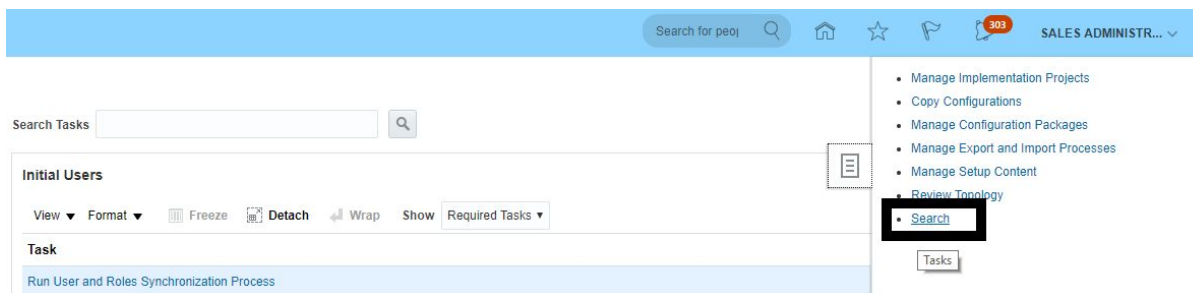 Search for peop
303
SALES ADMINISTR...
Manage Implementation Projects
Copy Configurations
Manage Configuration Packages
Manage Export and Import Processes
Manage Setup Content
Review Topology
Search
Tasks
Search Tasks
Initial Users
View Format Freeze Detach Wrap Show Required Tasks
Task
Run User and Roles Synchronization Process